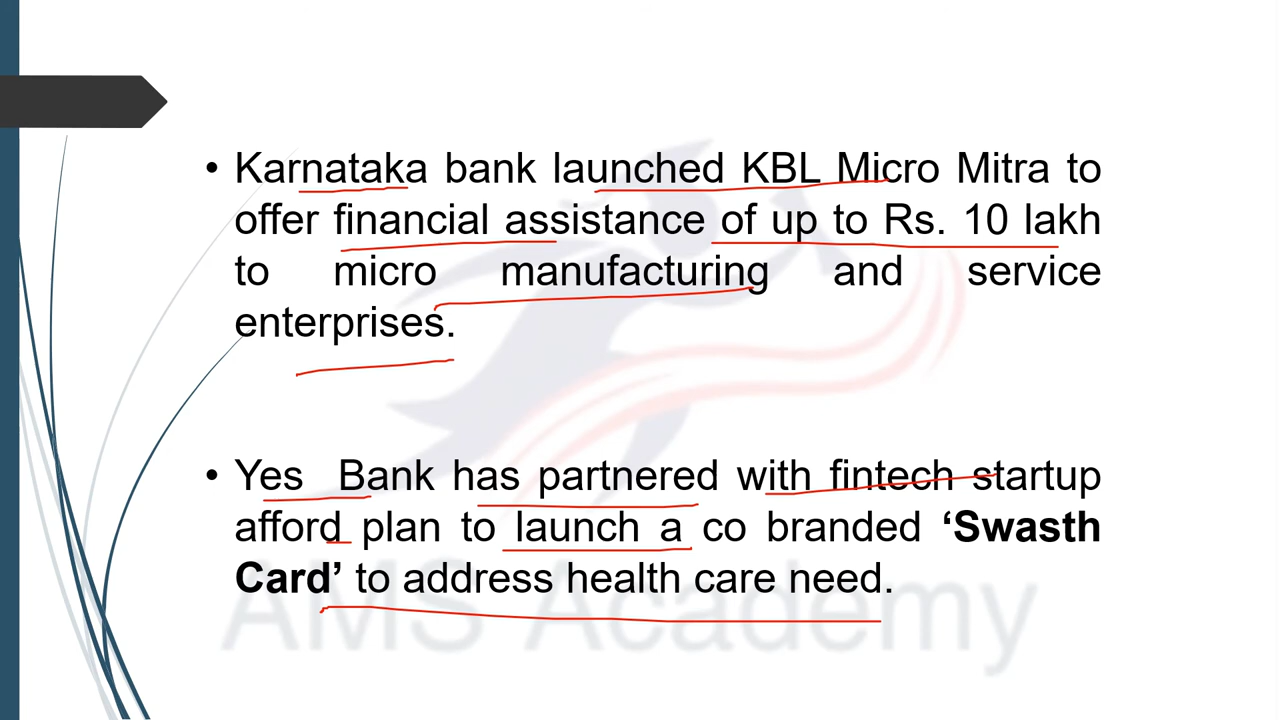 • Karnataka bank launched KBL Micro Mitra to
offer financial assistance of up to Rs. 10 lakh
to micro manufacturing and service
enterprises.
• Yes Bank has partnered with fintech startup
afford plan to launch a co branded ‘Swasth
Card’ to address health care need.
AMS Academy